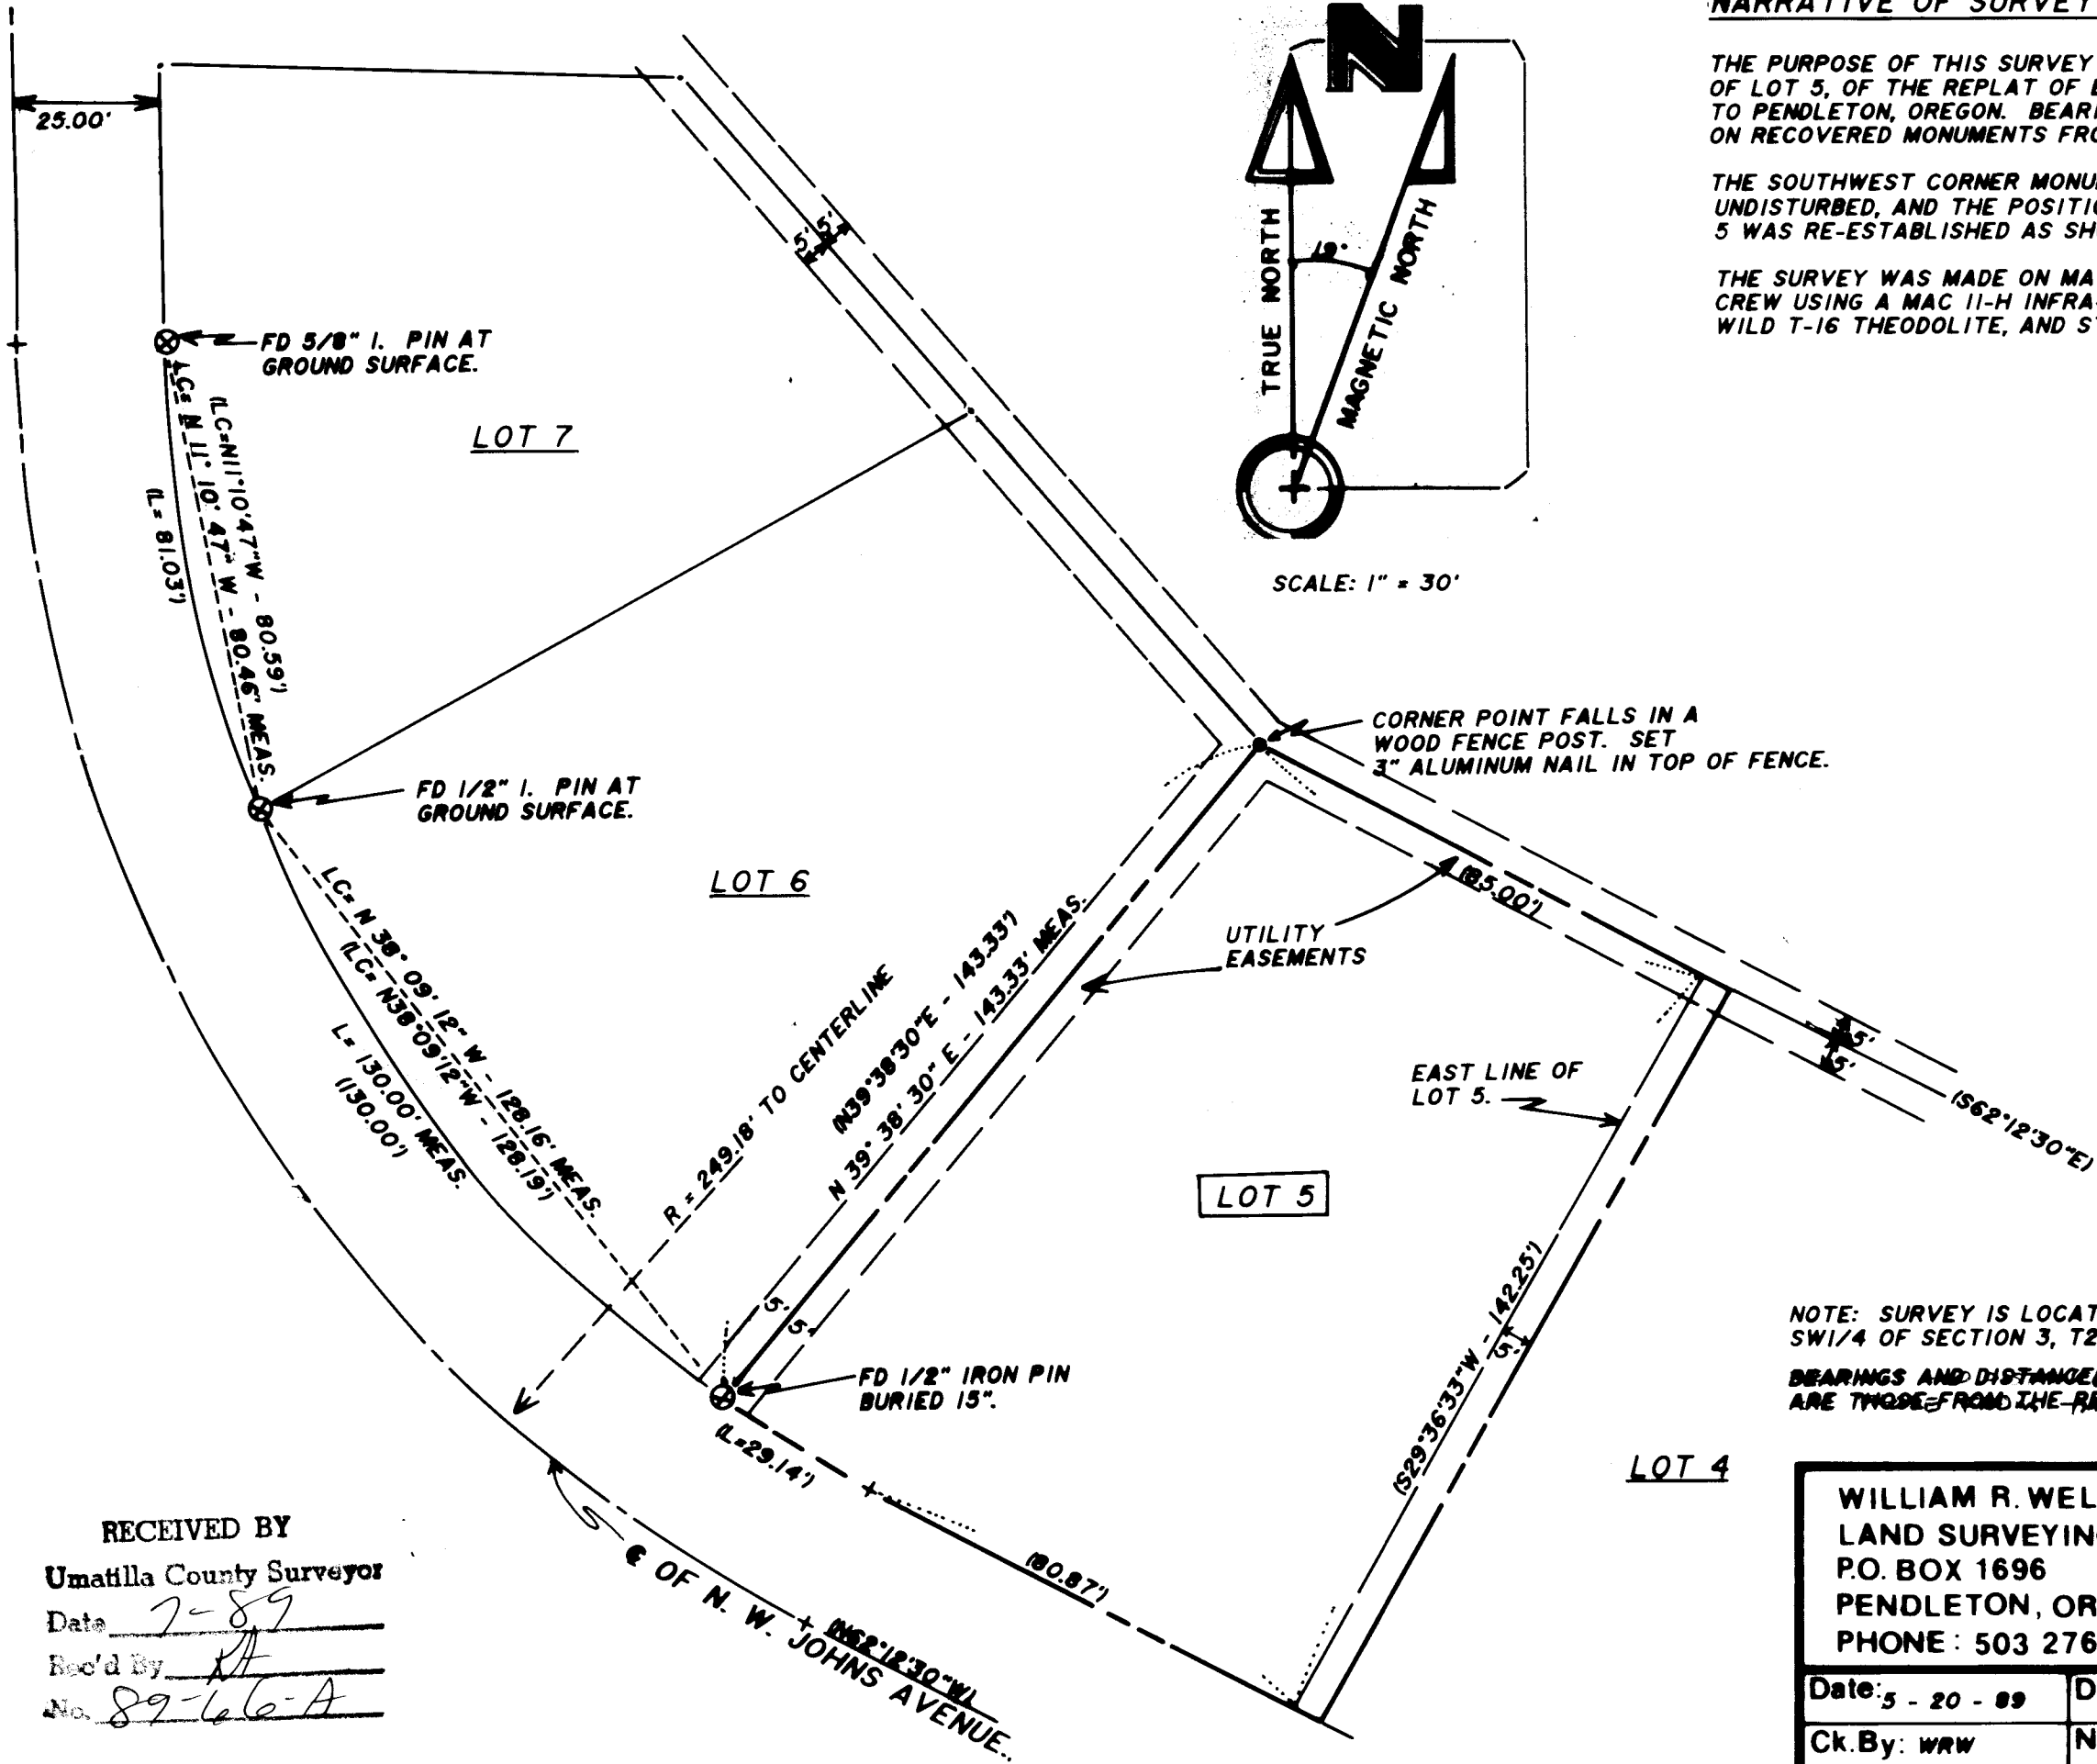 NARRATIVE OF SURVEY
THE PURPOSE OF THIS SURVEY
OF LOT 5, OF THE REPLAT OF
TO PENDLETON, OREGON. BEARI
ON RECOVERED MONUMENTS FRO
THE SOUTHWEST CORNER MONU
UNDISTURBED, AND THE POSITI
5 WAS RE-ESTABLISHED AS SH
THE SURVEY WAS MADE ON MA
CREW USING A MAC II-H INFRA-
WILD T-16 THEODOLITE, AND ST
N
TRUE NORTH
MAGNETIC NORTH
SCALE: 1" = 30'
25.00'
5'
5'
FD 5/8" I. PIN AT
GROUND SURFACE.
LOT 7
(LC=N11°10'47"W - 80.59')
LC= N 11° 10' 47" W - 80.46' MEAS.
(L = 81.03')
FD 1/2" I. PIN AT
GROUND SURFACE.
LOT 6
CORNER POINT FALLS IN A
WOOD FENCE POST. SET
3" ALUMINUM NAIL IN TOP OF FENCE.
(85.00')
UTILITY
EASEMENTS
LC= N 38° 09' 12" W - 128.16' MEAS.
(LC= N38°09'12"W - 128.19')
L= 130.00' MEAS.
(130.00')
R = 249.18' TO CENTERLINE
(N39°38'30"E - 143.33')
N 39° 38' 30" E - 143.33' MEAS.
EAST LINE OF
LOT 5.
5'
5'
(S62°12'30"E)
LOT 5
(S29°36'33"W - 142.25')
5'
5'
5'
FD 1/2" IRON PIN
BURIED 15".
(L=29.14')
(80.87')
LOT 4
℄ OF N. W. JOHNS AVENUE.
(N62°12'30"W)
NOTE: SURVEY IS LOCAT
SW1/4 OF SECTION 3, T2
BEARINGS AND DISTANCE
ARE THOSE FROM THE RE
RECEIVED BY
Umatilla County Surveyor
Date 7-89
Rec'd By
No. 89-66-A
WILLIAM R. WEL
LAND SURVEYIN
P.O. BOX 1696
PENDLETON, OR
PHONE: 503 276
Date: 5 - 20 - 89 D
Ck.By: WRW N